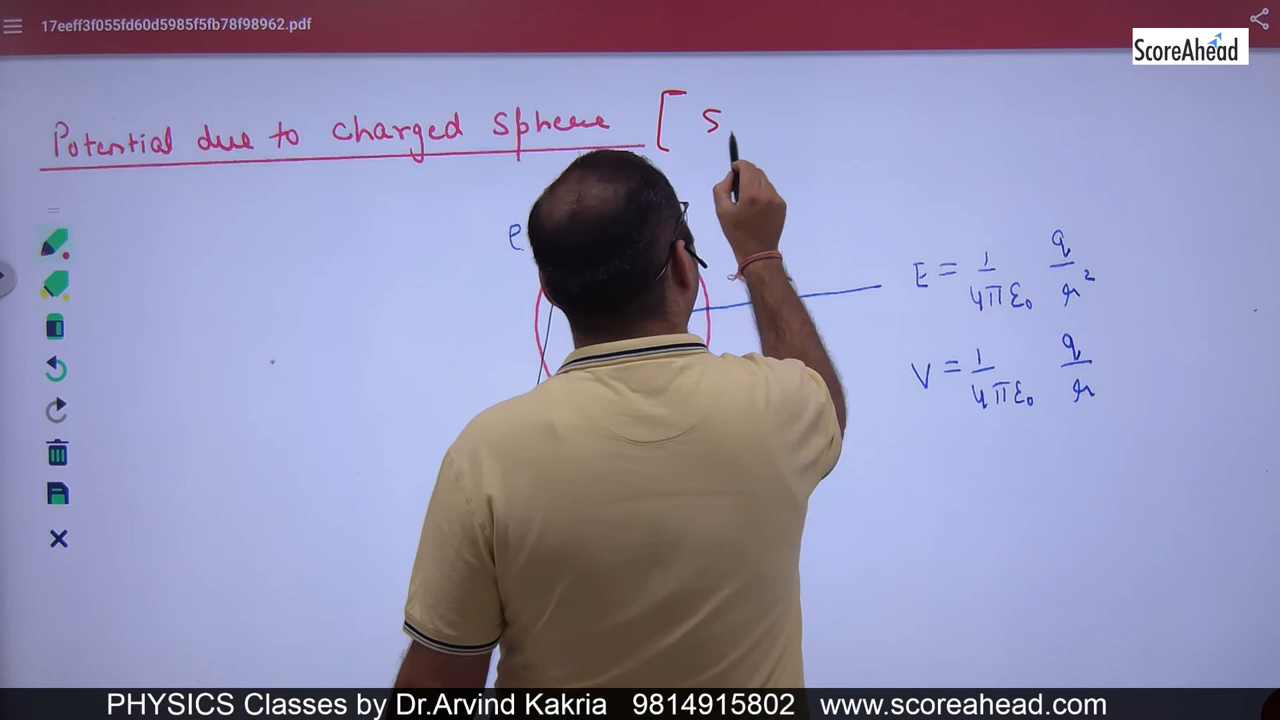 17eeff3f055fd60d5985f5fb78f98962.pdf
ScoreAhead
Potential due to charged sphere [ S
e
E = 1/4πε₀ q/r²
V = 1/4πε₀ q/r
PHYSICS Classes by Dr.Arvind Kakria 9814915802 www.scoreahead.com